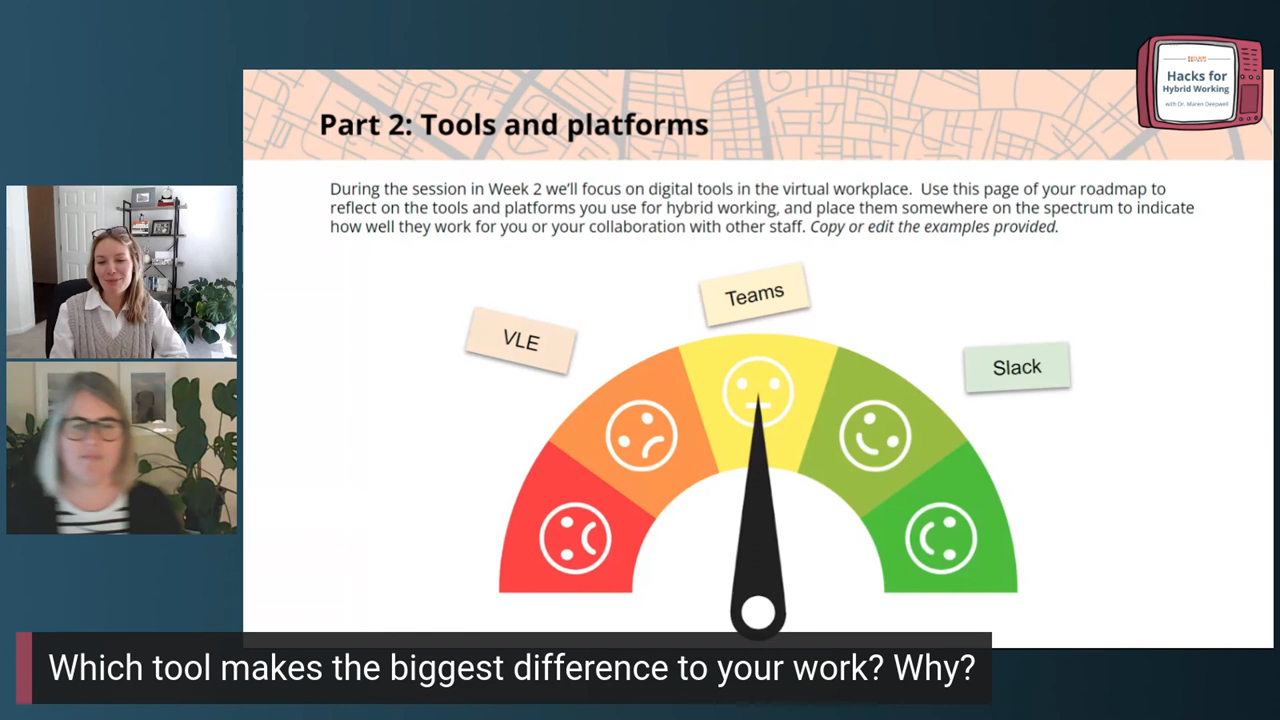 Hacks for
Hybrid Working
with Dr. Maren Deepwell
Part 2: Tools and platforms
During the session in Week 2 we'll focus on digital tools in the virtual workplace.  Use this page of your roadmap to
reflect on the tools and platforms you use for hybrid working, and place them somewhere on the spectrum to indicate
how well they work for you or your collaboration with other staff. Copy or edit the examples provided.
Teams
VLE
Slack
Which tool makes the biggest difference to your work? Why?